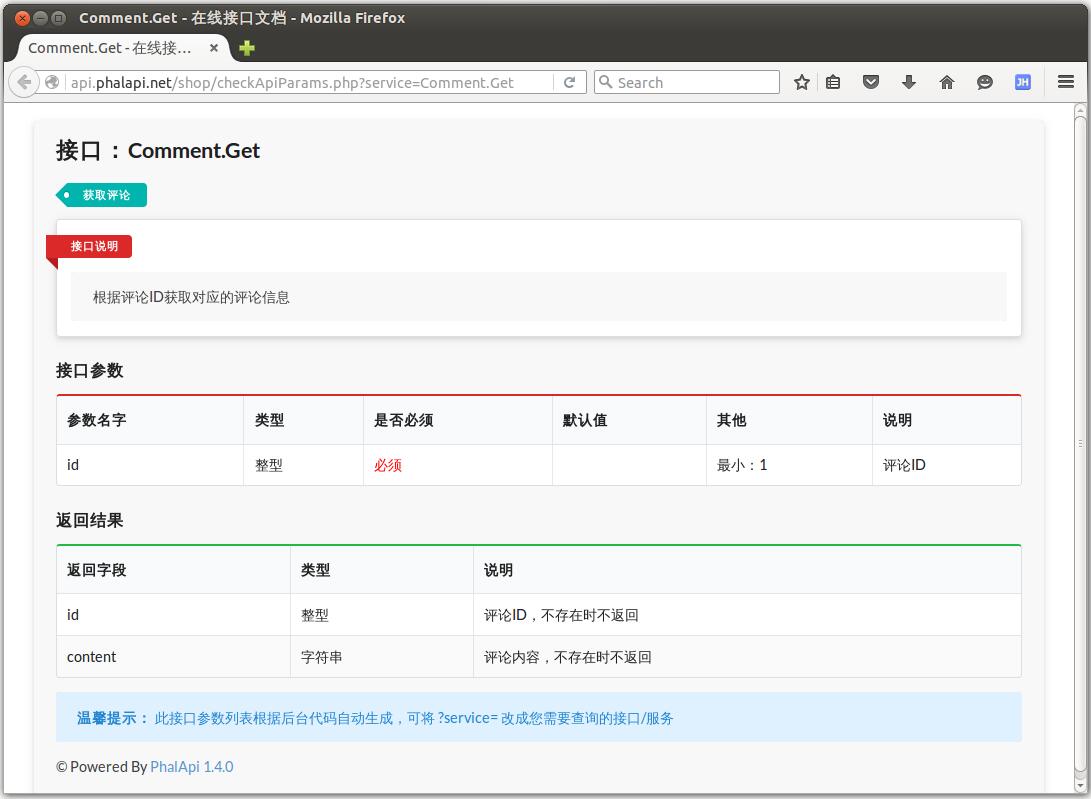 Comment.Get - 在线接口文档 - Mozilla Firefox
Comment.Get - 在线接…
api.phalapi.net/shop/checkApiParams.php?service=Comment.Get
Search
JH
接口：Comment.Get
获取评论
接口说明
根据评论ID获取对应的评论信息
接口参数
参数名字 类型 是否必须 默认值 其他 说明
id 整型 必须 最小：1 评论ID
返回结果
返回字段 类型 说明
id 整型 评论ID，不存在时不返回
content 字符串 评论内容，不存在时不返回
温馨提示： 此接口参数列表根据后台代码自动生成，可将 ?service= 改成您需要查询的接口/服务
© Powered By PhalApi 1.4.0